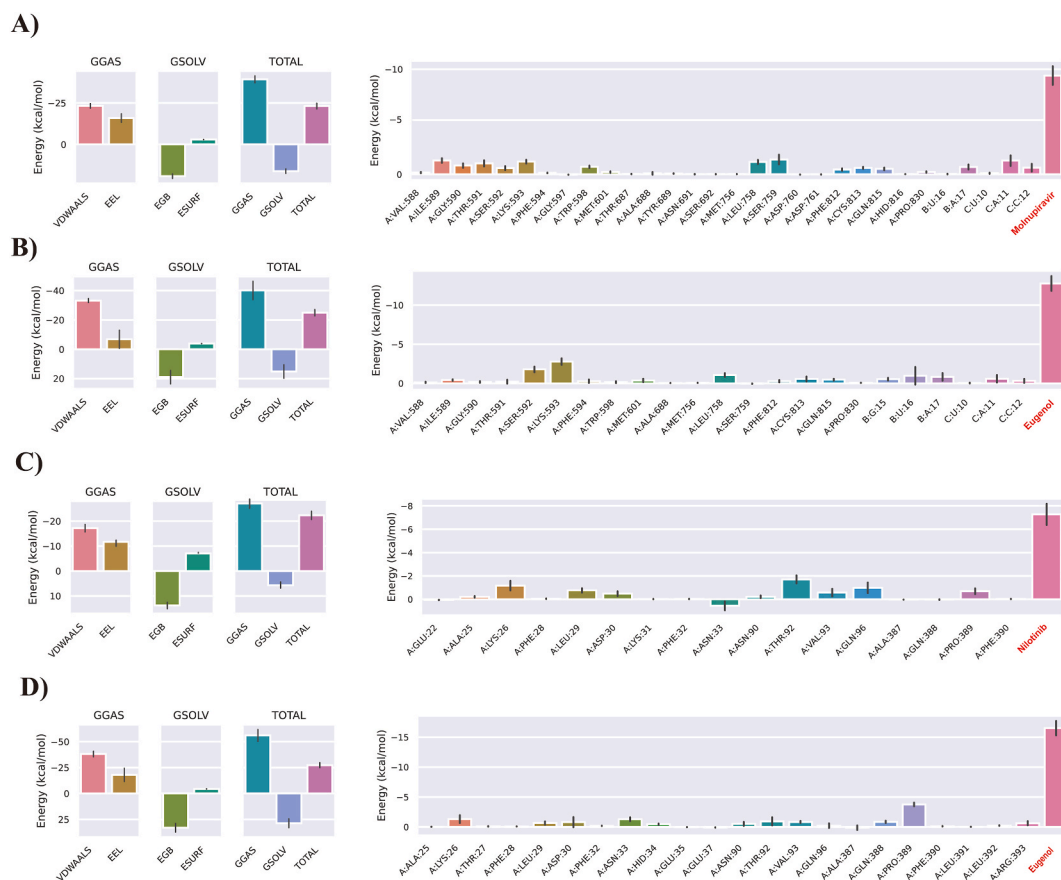 A)
GGAS GSOLV TOTAL
Energy (kcal/mol)
−25
0
VDWAALS EEL EGB ESURF GGAS GSOLV TOTAL
Energy (kcal/mol)
−10
−5
0
A:VAL:588 A:ILE:589 A:GLY:590 A:THR:591 A:SER:592 A:LYS:593 A:PHE:594 A:GLY:597 A:TRP:598 A:MET:601 A:THR:687 A:ALA:688 A:TYR:689 A:ASN:691 A:SER:692 A:MET:756 A:LEU:758 A:SER:759 A:ASP:760 A:ASP:761 A:PHE:812 A:CYS:813 A:GLN:815 A:HID:816 A:PRO:830 B:U:16 B:A:17 C:U:10 C:A:11 C:C:12 Molnupiravir
B)
GGAS GSOLV TOTAL
Energy (kcal/mol)
−40
−20
0
20
VDWAALS EEL EGB ESURF GGAS GSOLV TOTAL
Energy (kcal/mol)
−10
−5
0
A:VAL:588 A:ILE:589 A:GLY:590 A:THR:591 A:SER:592 A:LYS:593 A:PHE:594 A:TRP:598 A:MET:601 A:ALA:688 A:MET:756 A:LEU:758 A:SER:759 A:PHE:812 A:CYS:813 A:GLN:815 A:PRO:830 B:G:15 B:U:16 B:A:17 C:U:10 C:A:11 C:C:12 Eugenol
C)
GGAS GSOLV TOTAL
Energy (kcal/mol)
−20
−10
0
10
VDWAALS EEL EGB ESURF GGAS GSOLV TOTAL
Energy (kcal/mol)
−8
−6
−4
−2
0
A:GLU:22 A:ALA:25 A:LYS:26 A:PHE:28 A:LEU:29 A:ASP:30 A:LYS:31 A:PHE:32 A:ASN:33 A:ASN:90 A:THR:92 A:VAL:93 A:GLN:96 A:ALA:387 A:GLN:388 A:PRO:389 A:PHE:390 Nilotinib
D)
GGAS GSOLV TOTAL
Energy (kcal/mol)
−50
−25
0
25
VDWAALS EEL EGB ESURF GGAS GSOLV TOTAL
Energy (kcal/mol)
−15
−10
−5
0
A:ALA:25 A:LYS:26 A:THR:27 A:PHE:28 A:LEU:29 A:ASP:30 A:PHE:32 A:ASN:33 A:HID:34 A:GLU:35 A:GLU:37 A:ASN:90 A:THR:92 A:VAL:93 A:GLN:96 A:ALA:387 A:GLN:388 A:PRO:389 A:PHE:390 A:LEU:391 A:LEU:392 A:ARG:393 Eugenol